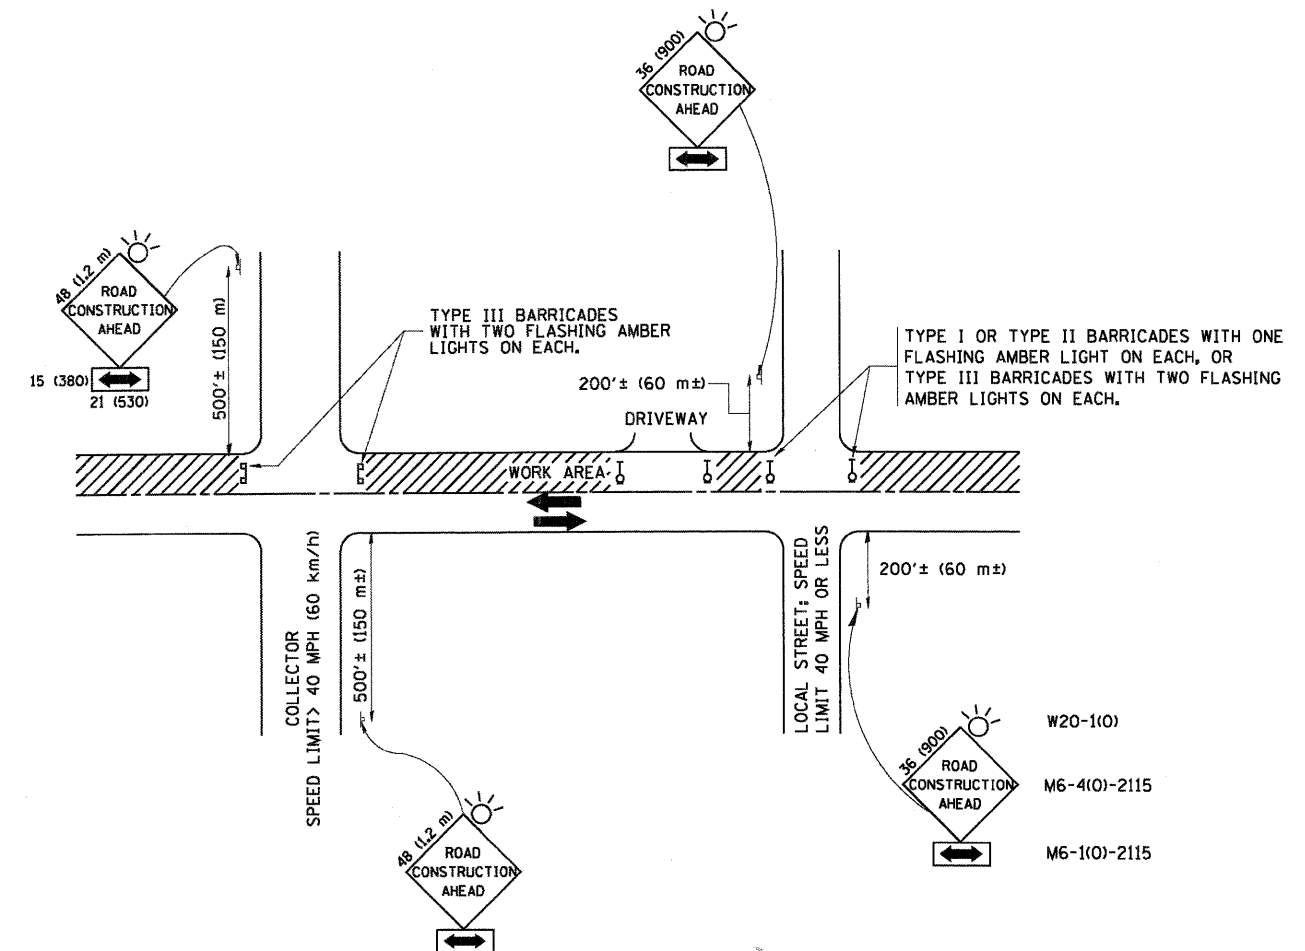 36 (900)
ROAD
CONSTRUCTION
AHEAD
48 (1.2 m)
ROAD
CONSTRUCTION
AHEAD
15 (380)
21 (530)
500'± (150 m)
TYPE III BARRICADES
WITH TWO FLASHING AMBER
LIGHTS ON EACH.
200'± (60 m±)
DRIVEWAY
TYPE I OR TYPE II BARRICADES WITH ONE
FLASHING AMBER LIGHT ON EACH, OR
TYPE III BARRICADES WITH TWO FLASHING
AMBER LIGHTS ON EACH.
WORK AREA
COLLECTOR
SPEED LIMIT> 40 MPH (60 km/h)
500'± (150 m±)
LOCAL STREET; SPEED
LIMIT 40 MPH OR LESS
200'± (60 m±)
48 (1.2 m)
ROAD
CONSTRUCTION
AHEAD
36 (900)
ROAD
CONSTRUCTION
AHEAD
W20-1(O)
M6-4(O)-2115
M6-1(O)-2115